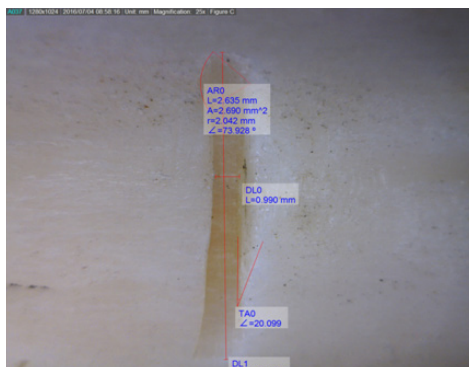 1280x1024 | 2016/07/04 08:58:16 | Unit: mm | Magnification : 25x | Figure C
AR0
L=2.635 mm
A=2.690 mm^2
r=2.042 mm
∠=73.928 º
DL0
L=0.990 mm
TA0
∠=20.099
DL1